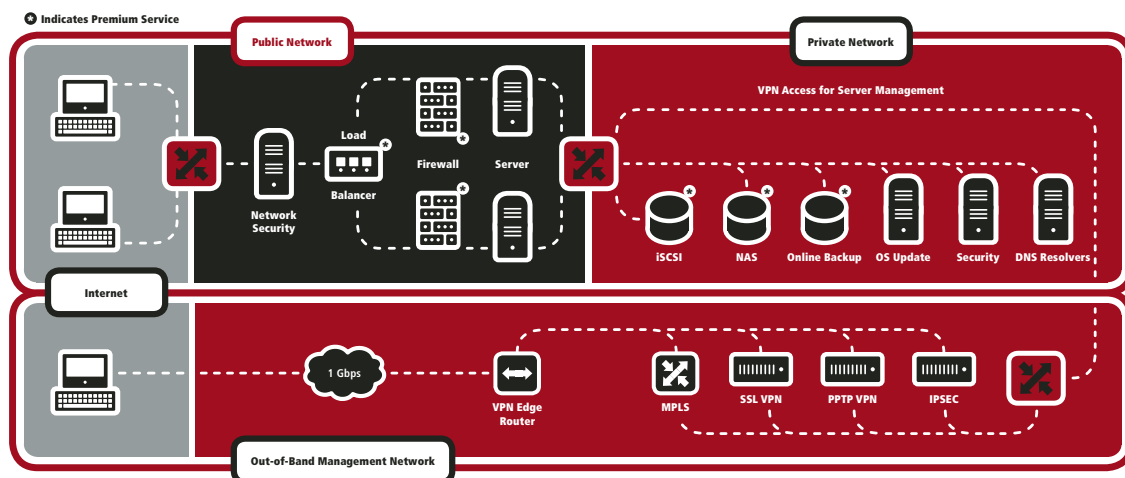 * Indicates Premium Service
Public Network
Private Network
VPN Access for Server Management
Load
Balancer
*
Firewall
*
*
Server
Network
Security
*
*
*
iSCSI
NAS
Online Backup
OS Update
Security
DNS Resolvers
Internet
1 Gbps
VPN Edge
Router
MPLS
SSL VPN
PPTP VPN
IPSEC
Out-of-Band Management Network